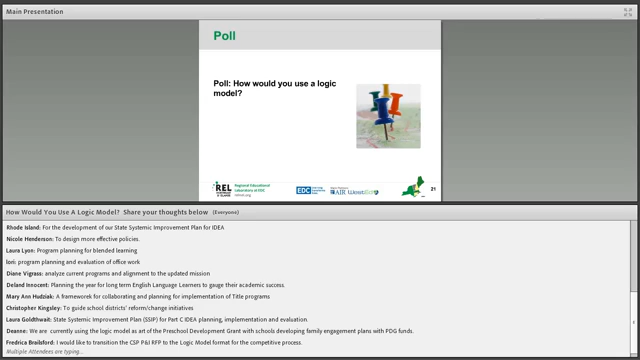 Main Presentation
Poll
Poll: How would you use a logic
model?
REL
Regional Educational
Laboratory at EDC
relnei.org
EDC
AIR
WestEd
21
How Would You Use A Logic Model? Share your thoughts below (Everyone)
Rhode Island: For the development of our State Systemic Improvement Plan for IDEA
Nicole Henderson: To design more effective policies.
Laura Lyon: Program planning for blended learning
lori: program planning and evaluation of office work
Diane Vigrass: analyze current programs and alignment to the updated mission
Deland Innocent: Planning the year for long term English Language Learners to gauge their academic success.
Mary Ann Hudziak: A frameworek for collaborating and planning for implementation of Title programs
Christopher Kingsley: To guide school districts' reform/change initiatives
Laura Goldthwait: State Systemic Improvement Plan (SSIP) for Part C IDEA planning, implementation and evaluation.
Deanne: We are currently using the logic model as art of the Preschool Development Grant with schools developing family engagement plans with PDG funds.
Fredrica Brailsford: I would like to transition the CSP P&I RFP to the Logic Model format for the competitive process.
Multiple Attendees are typing...